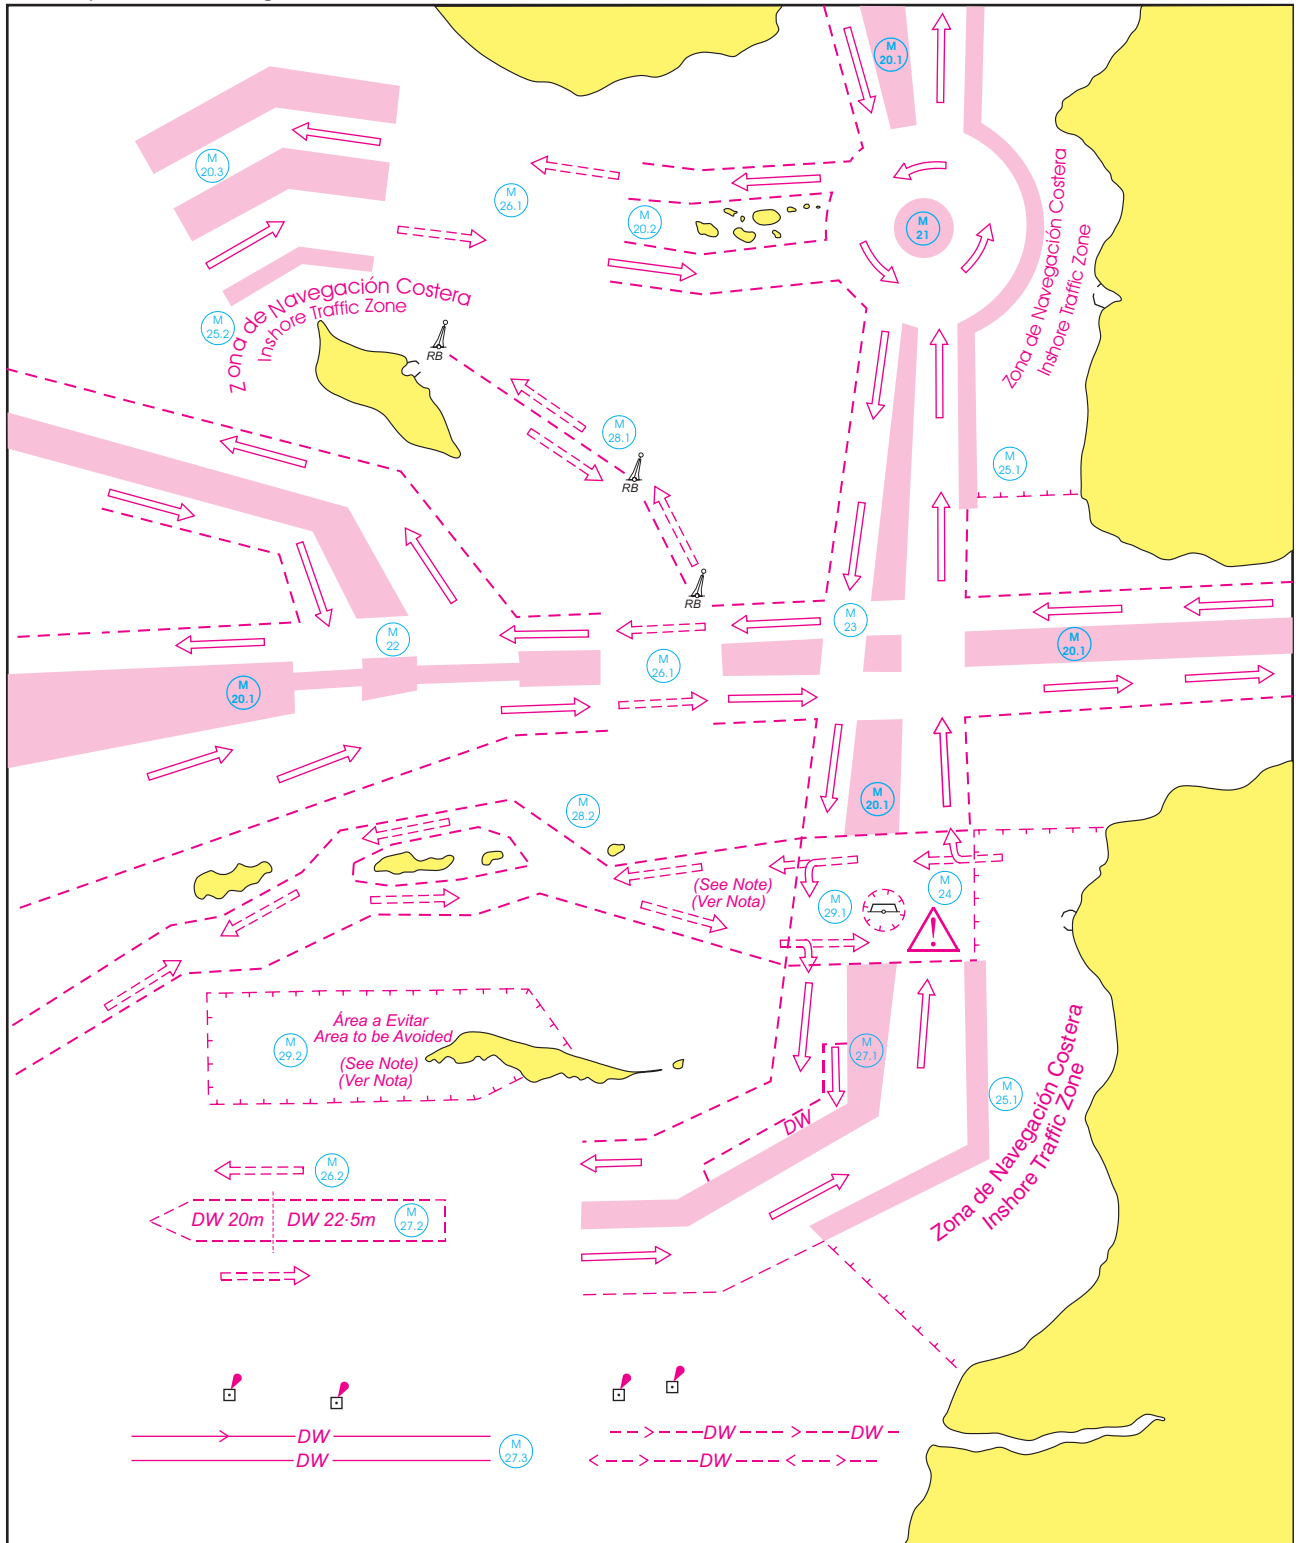 M
20.1
M
20.3
M
26.1
M
20.2
M
21
Zona de Navegación Costera
Inshore Traffic Zone
M
25.2
Zona de Navegación Costera
Inshore Traffic Zone
RB
M
28.1
M
25.1
RB
RB
M
23
M
22
M
20.1
M
26.1
M
20.1
M
20.1
M
28.2
(See Note)
(Ver Nota)
M
29.1
M
24
!
Área a Evitar
Area to be Avoided
(See Note)
(Ver Nota)
M
29.2
M
27.1
M
25.1
DW
Zona de Navegación Costera
Inshore Traffic Zone
M
26.2
DW 20m
DW 22·5m
M
27.2
DW
DW
M
27.3
DW
DW
DW